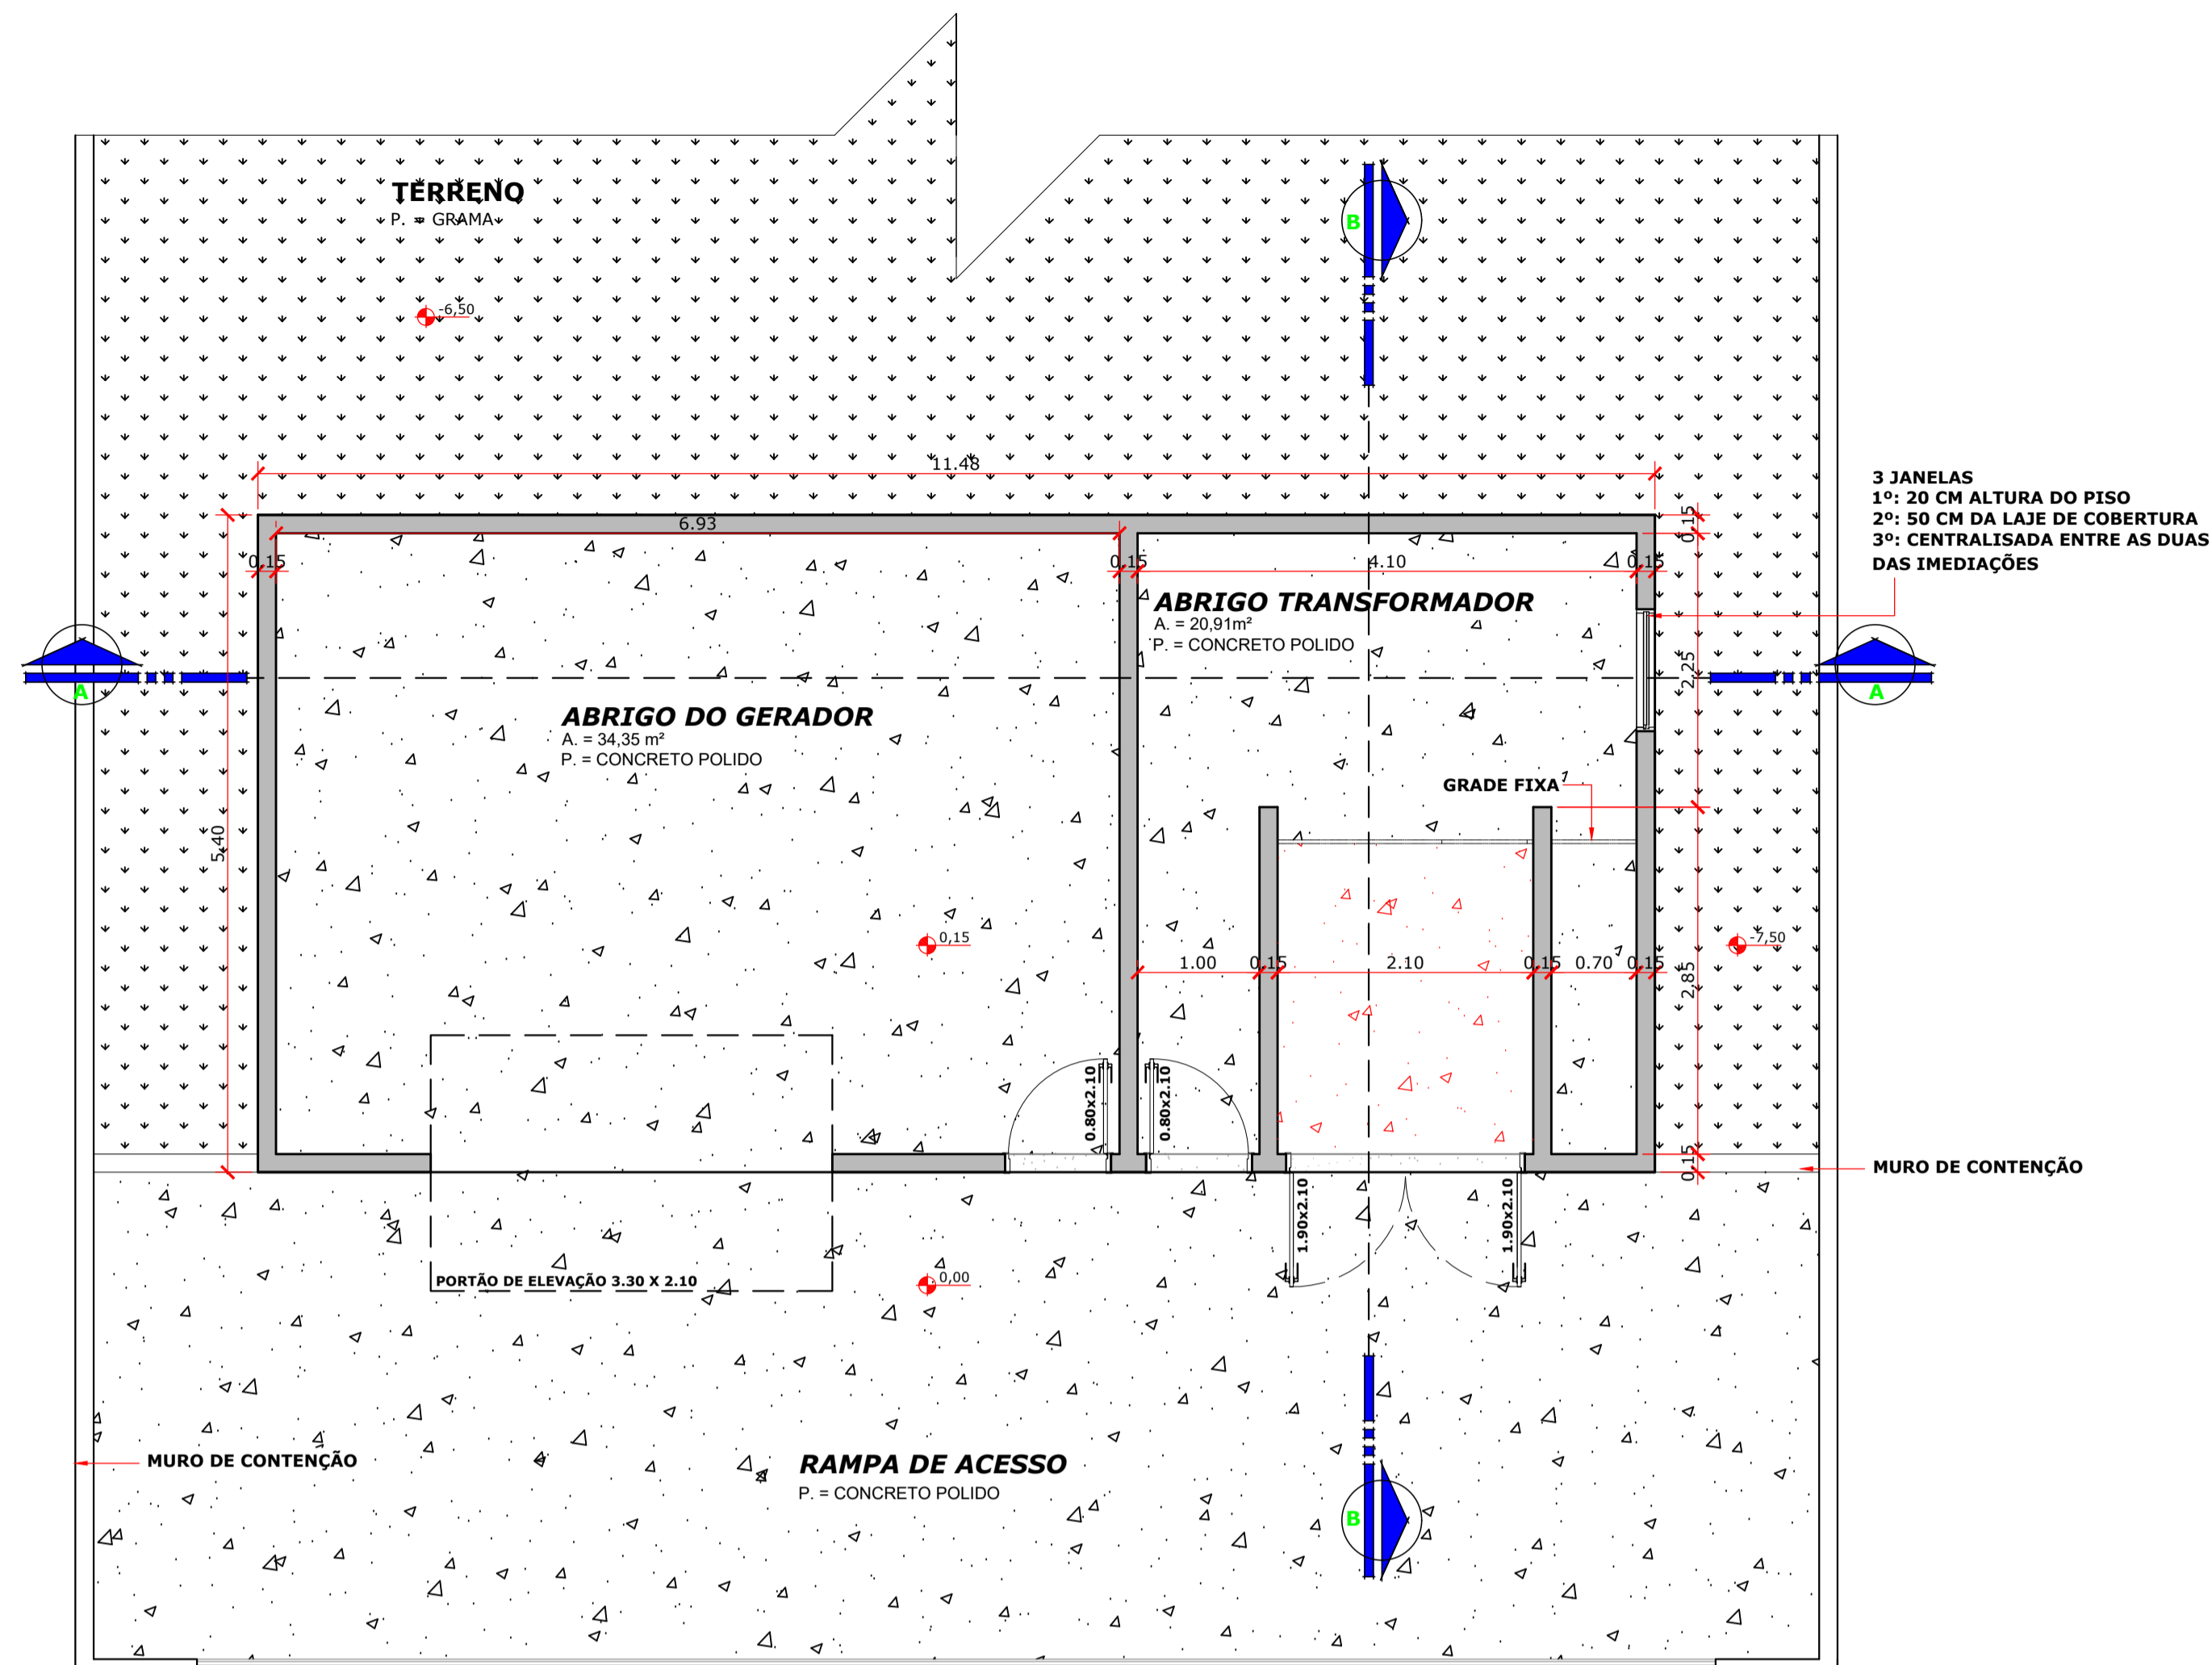 TERRENO
P. = GRAMA
B
-6,50
11.48
3 JANELAS
1º: 20 CM ALTURA DO PISO
2º: 50 CM DA LAJE DE COBERTURA
3º: CENTRALISADA ENTRE AS DUAS
DAS IMEDIAÇÕES
0.15
6.93
0.15
0.15
4.10
0.15
ABRIGO TRANSFORMADOR
A. = 20,91m²
P. = CONCRETO POLIDO
2.25
A
A
ABRIGO DO GERADOR
A. = 34,35 m²
P. = CONCRETO POLIDO
GRADE FIXA
5.40
0,15
-7,50
1.00
0.15
2.10
0.15
0.70
0.15
2.85
0.80x2.10
0.80x2.10
0.15
MURO DE CONTENÇÃO
1.90x2.10
1.90x2.10
PORTÃO DE ELEVAÇÃO 3.30 X 2.10
0,00
MURO DE CONTENÇÃO
RAMPA DE ACESSO
P. = CONCRETO POLIDO
B